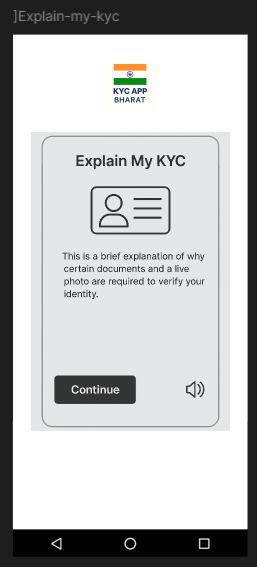 ]Explain-my-kyc
KYC APP
BHARAT
Explain My KYC
This is a brief explanation of why
certain documents and a live
photo are required to verify your
identity.
Continue